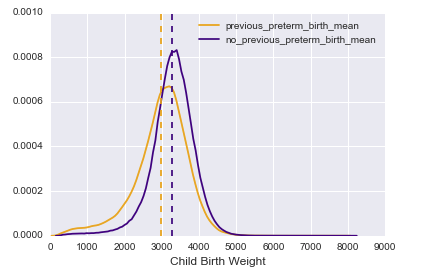 0.0010
previous_preterm_birth_mean
no_previous_preterm_birth_mean
0.0008
0.0006
0.0004
0.0002
0.0000
0 1000 2000 3000 4000 5000 6000 7000 8000 9000
Child Birth Weight